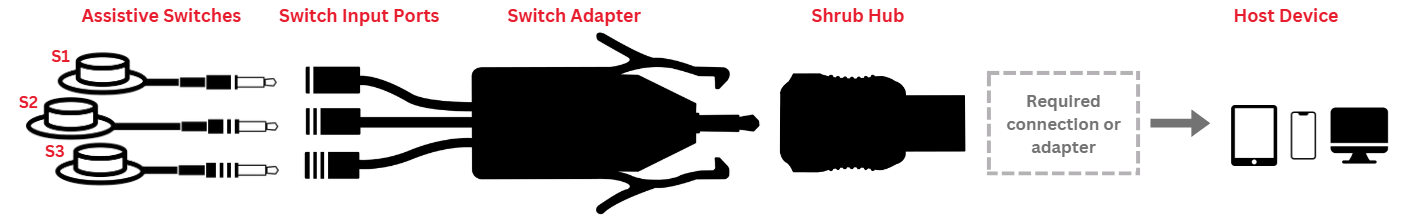 Assistive Switches
Switch Input Ports
Switch Adapter
Shrub Hub
Host Device
S1
S2
S3
Required
connection or
adapter